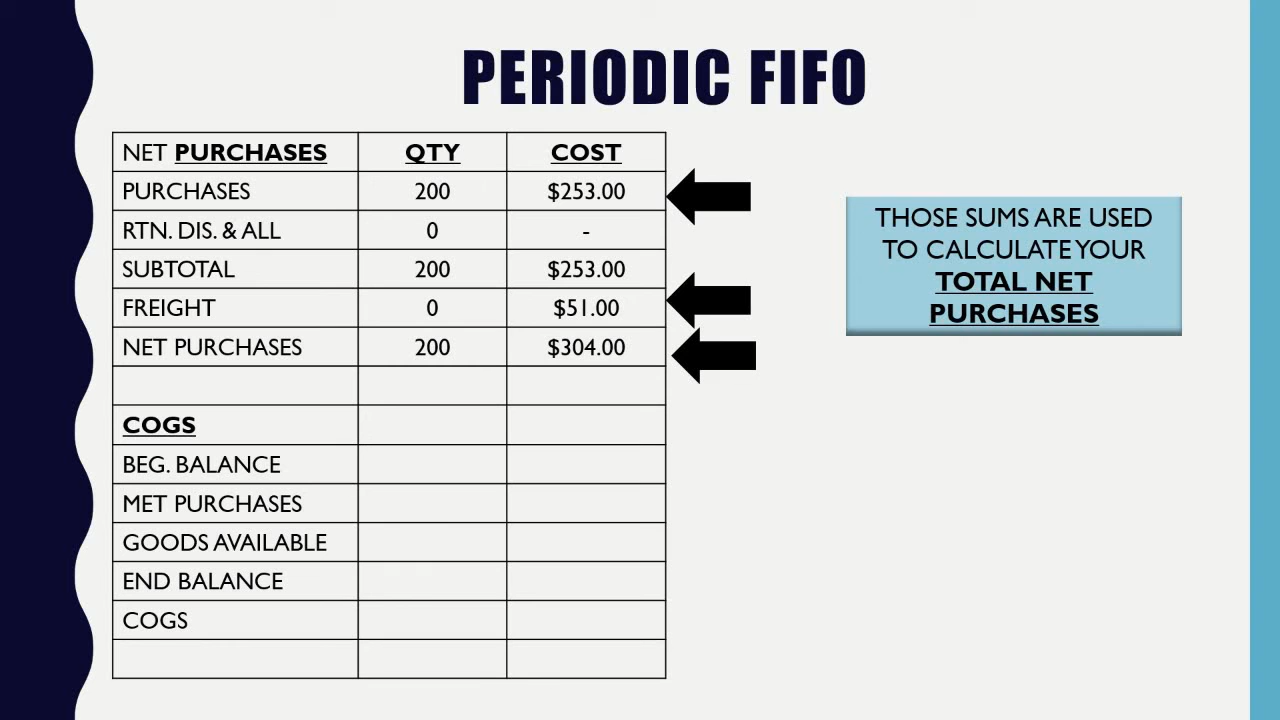 PERIODIC FIFO
NET PURCHASES QTY COST
PURCHASES 200 $253.00
RTN. DIS. & ALL 0 -
SUBTOTAL 200 $253.00
FREIGHT 0 $51.00
NET PURCHASES 200 $304.00
COGS
BEG. BALANCE
MET PURCHASES
GOODS AVAILABLE
END BALANCE
COGS
THOSE SUMS ARE USED
TO CALCULATE YOUR
TOTAL NET
PURCHASES